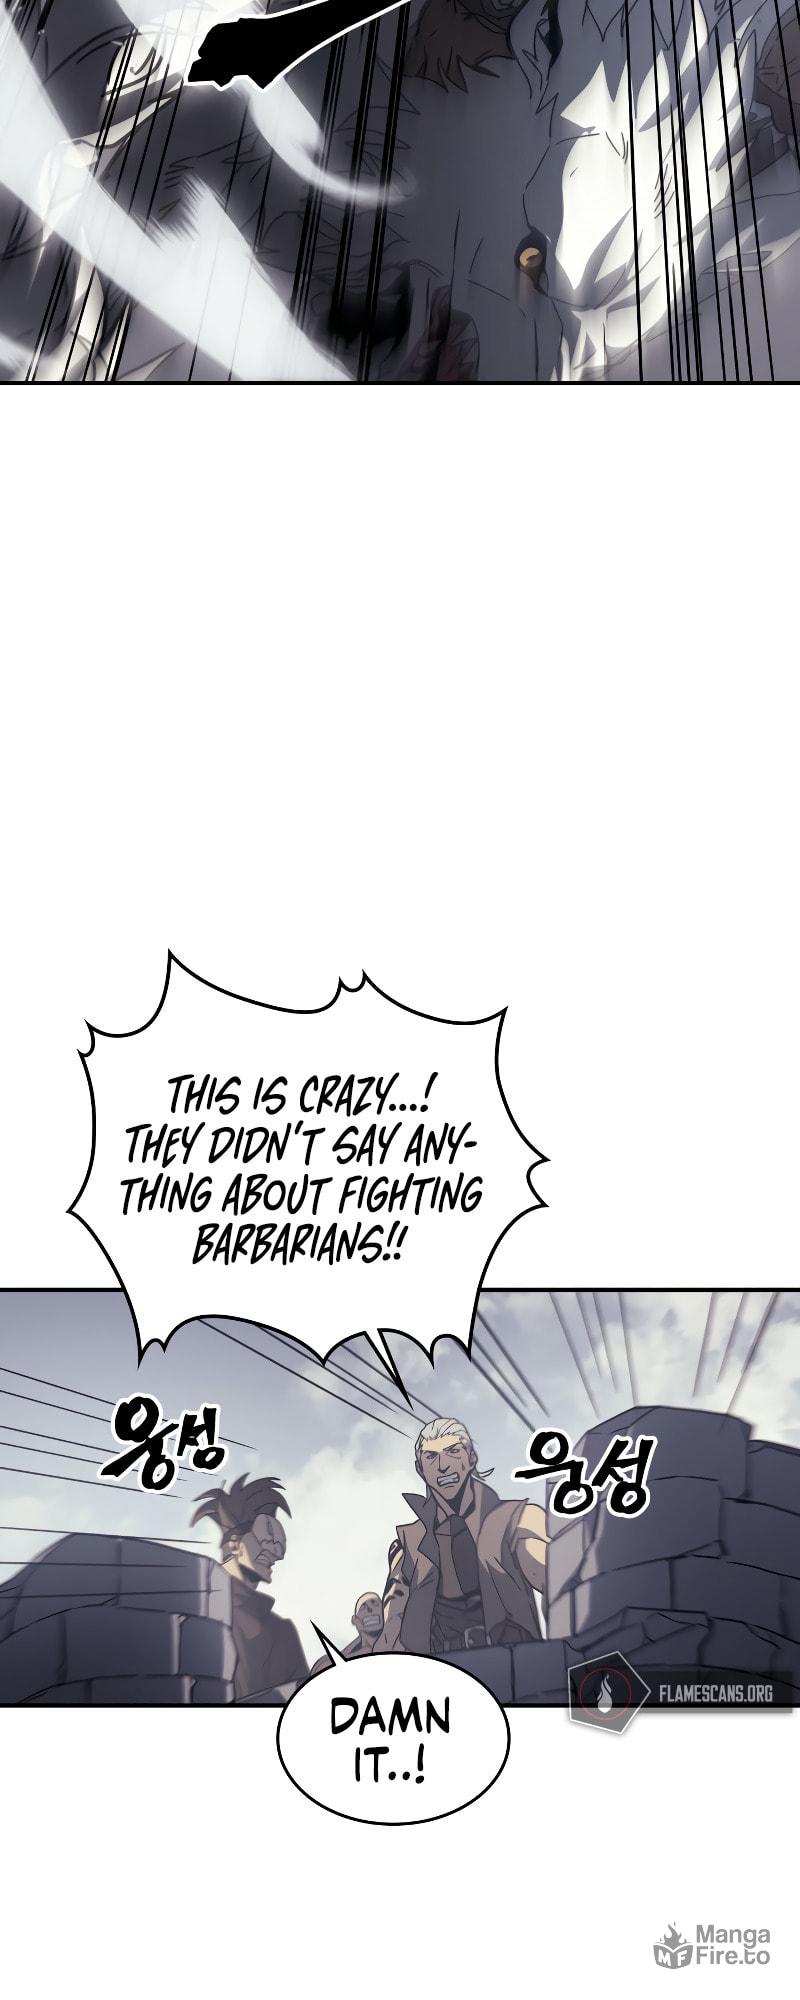 THIS IS CRAZY...!
THEY DIDN'T SAY ANY-
THING ABOUT FIGHTING
BARBARIANS!!
웅성
웅성
DAMN
IT..!
FLAMESCANS.ORG
Manga
Fire.to
MF